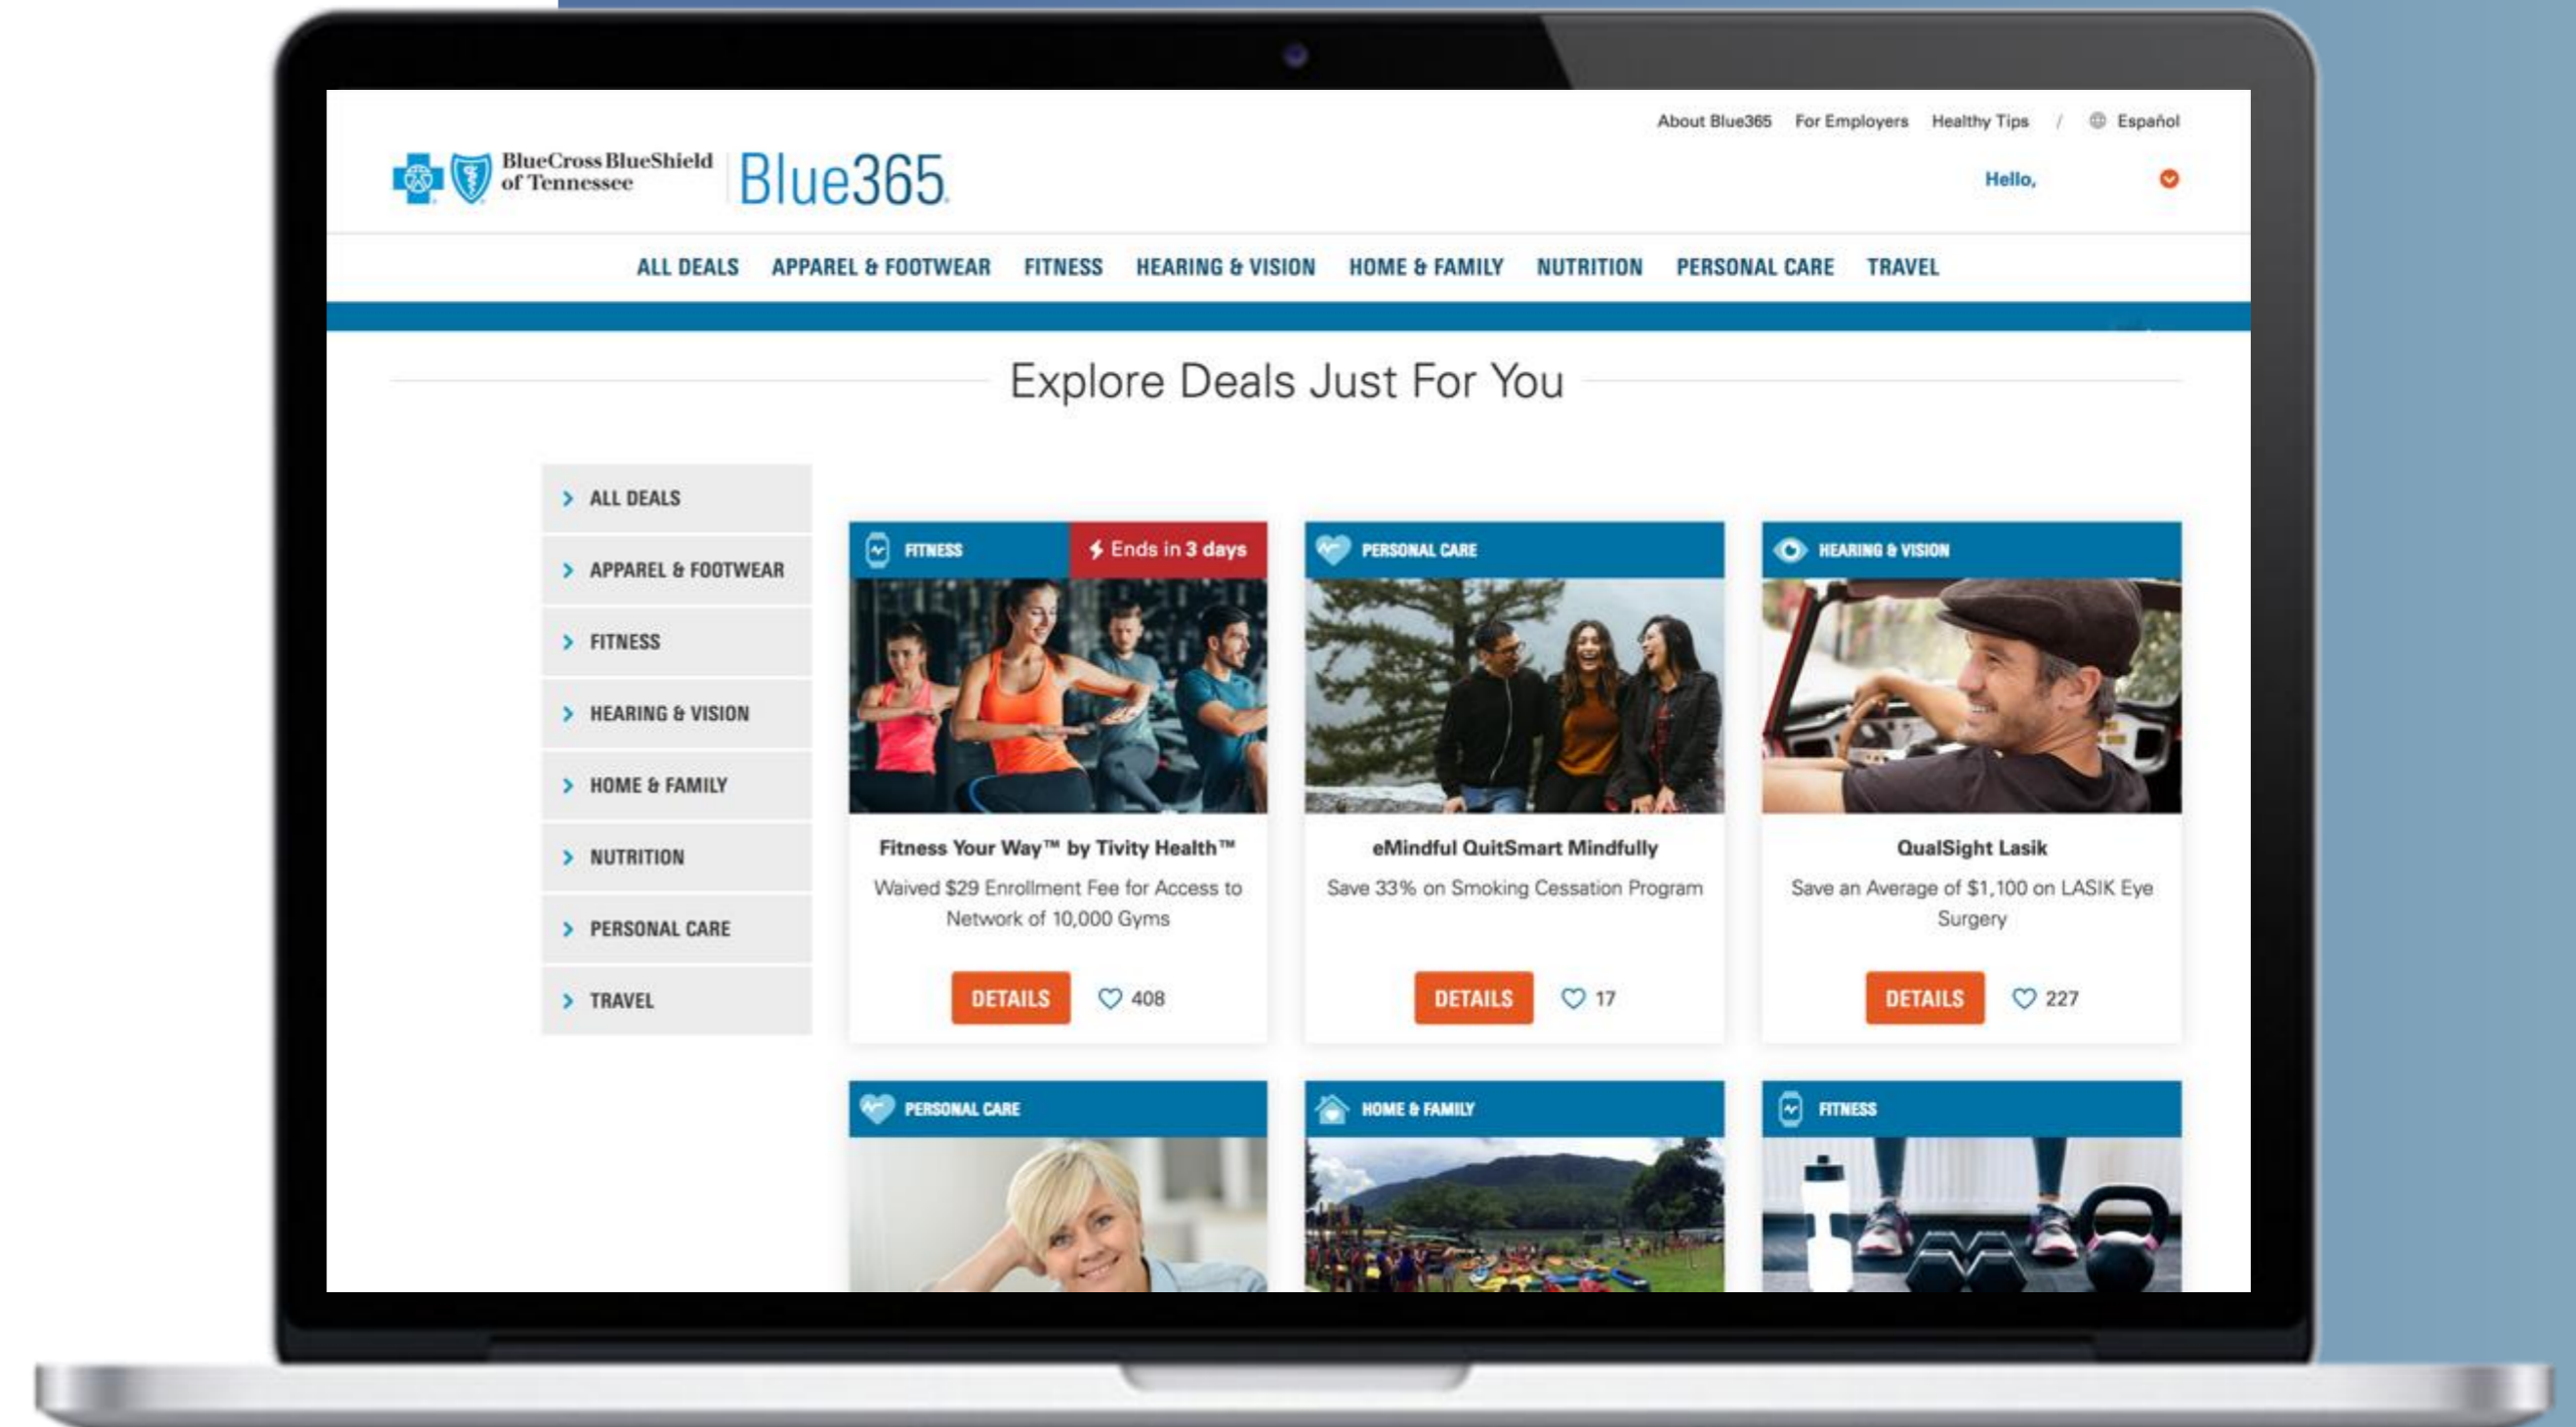 About Blue365 For Employers Healthy Tips / Español
BlueCross BlueShield
of Tennessee
Blue365®
Hello,
ALL DEALS APPAREL & FOOTWEAR FITNESS HEARING & VISION HOME & FAMILY NUTRITION PERSONAL CARE TRAVEL
Explore Deals Just For You
ALL DEALS
APPAREL & FOOTWEAR
FITNESS
HEARING & VISION
HOME & FAMILY
NUTRITION
PERSONAL CARE
TRAVEL
FITNESS
Ends in 3 days
Fitness Your Way™ by Tivity Health™
Waived $29 Enrollment Fee for Access to
Network of 10,000 Gyms
DETAILS 408
PERSONAL CARE
eMindful QuitSmart Mindfully
Save 33% on Smoking Cessation Program
DETAILS 17
HEARING & VISION
QualSight Lasik
Save an Average of $1,100 on LASIK Eye
Surgery
DETAILS 227
PERSONAL CARE
HOME & FAMILY
FITNESS